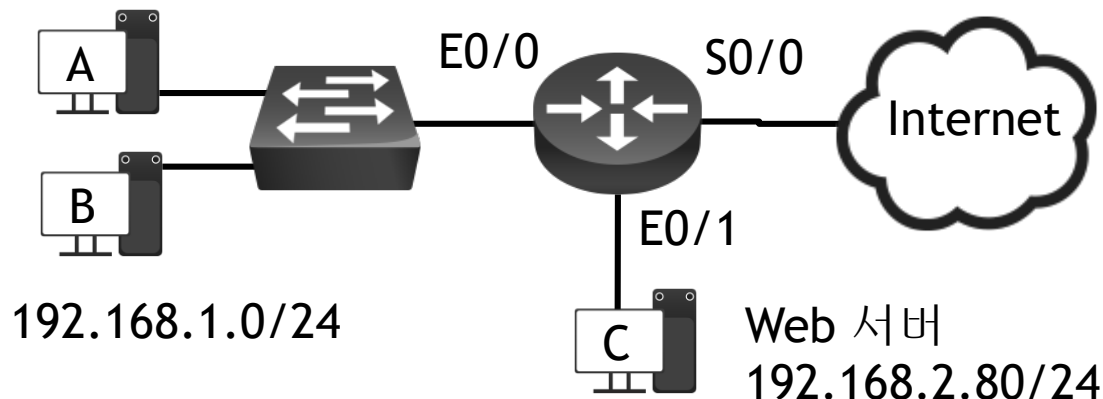 A
E0/0
S0/0
Internet
B
E0/1
192.168.1.0/24
C
Web 서버
192.168.2.80/24